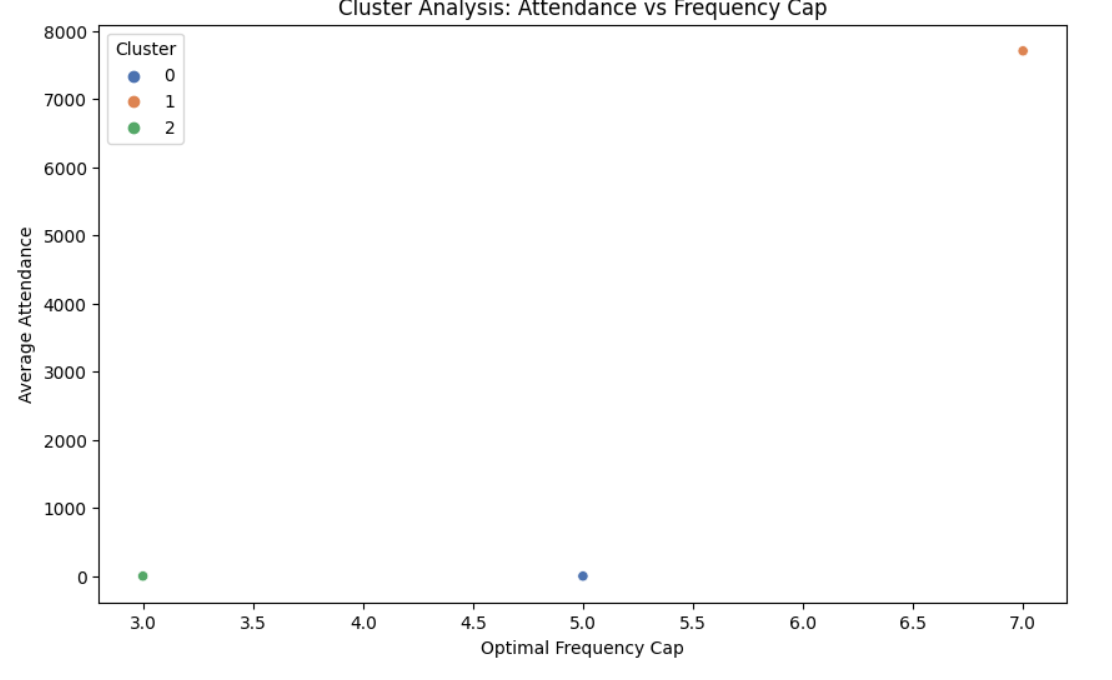 Cluster Analysis: Attendance vs Frequency Cap
Cluster
0
1
2
8000
7000
6000
5000
4000
3000
2000
1000
0
Average Attendance
3.0 3.5 4.0 4.5 5.0 5.5 6.0 6.5 7.0
Optimal Frequency Cap